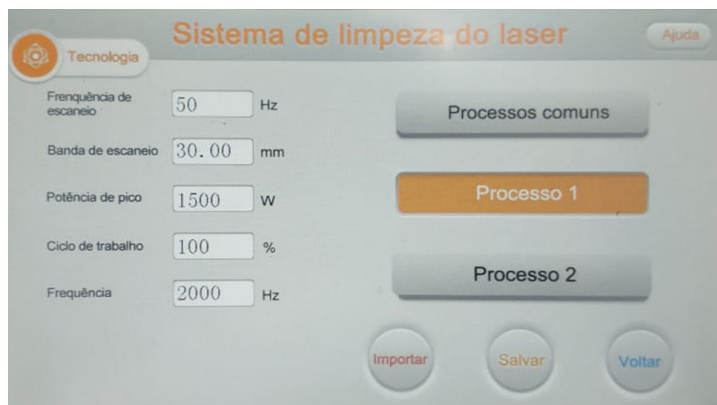 Sistema de limpeza do laser
Ajuda
Tecnologia
Frenquência de
escaneio
50
Hz
Processos comuns
Banda de escaneio
30.00
mm
Potência de pico
1500
W
Processo 1
Ciclo de trabalho
100
%
Processo 2
Frequência
2000
Hz
Importar
Salvar
Voltar